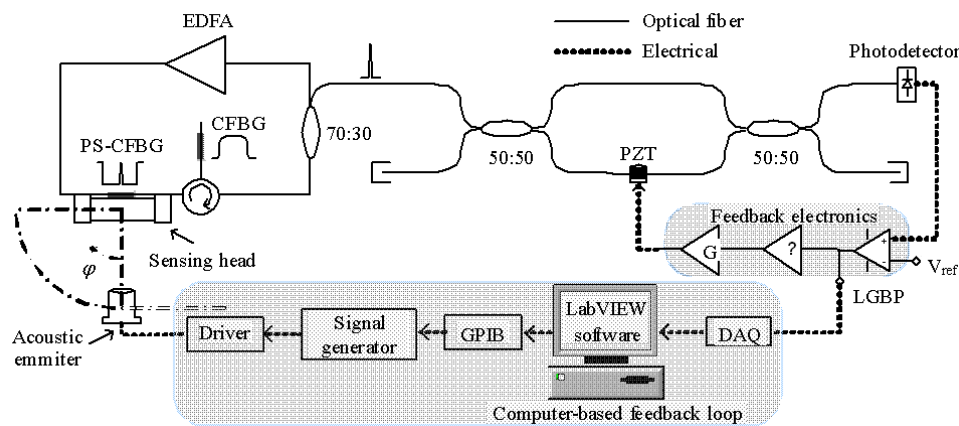 EDFA
Optical fiber
Electrical
Photodetector
CFBG
70:30
PS-CFBG
50:50
PZT
50:50
Feedback electronics
G
?
+
-
Vref
LGBP
Sensing head
φ
Acoustic
emmiter
Driver
Signal
generator
GPIB
LabVIEW
software
DAQ
Computer-based feedback loop